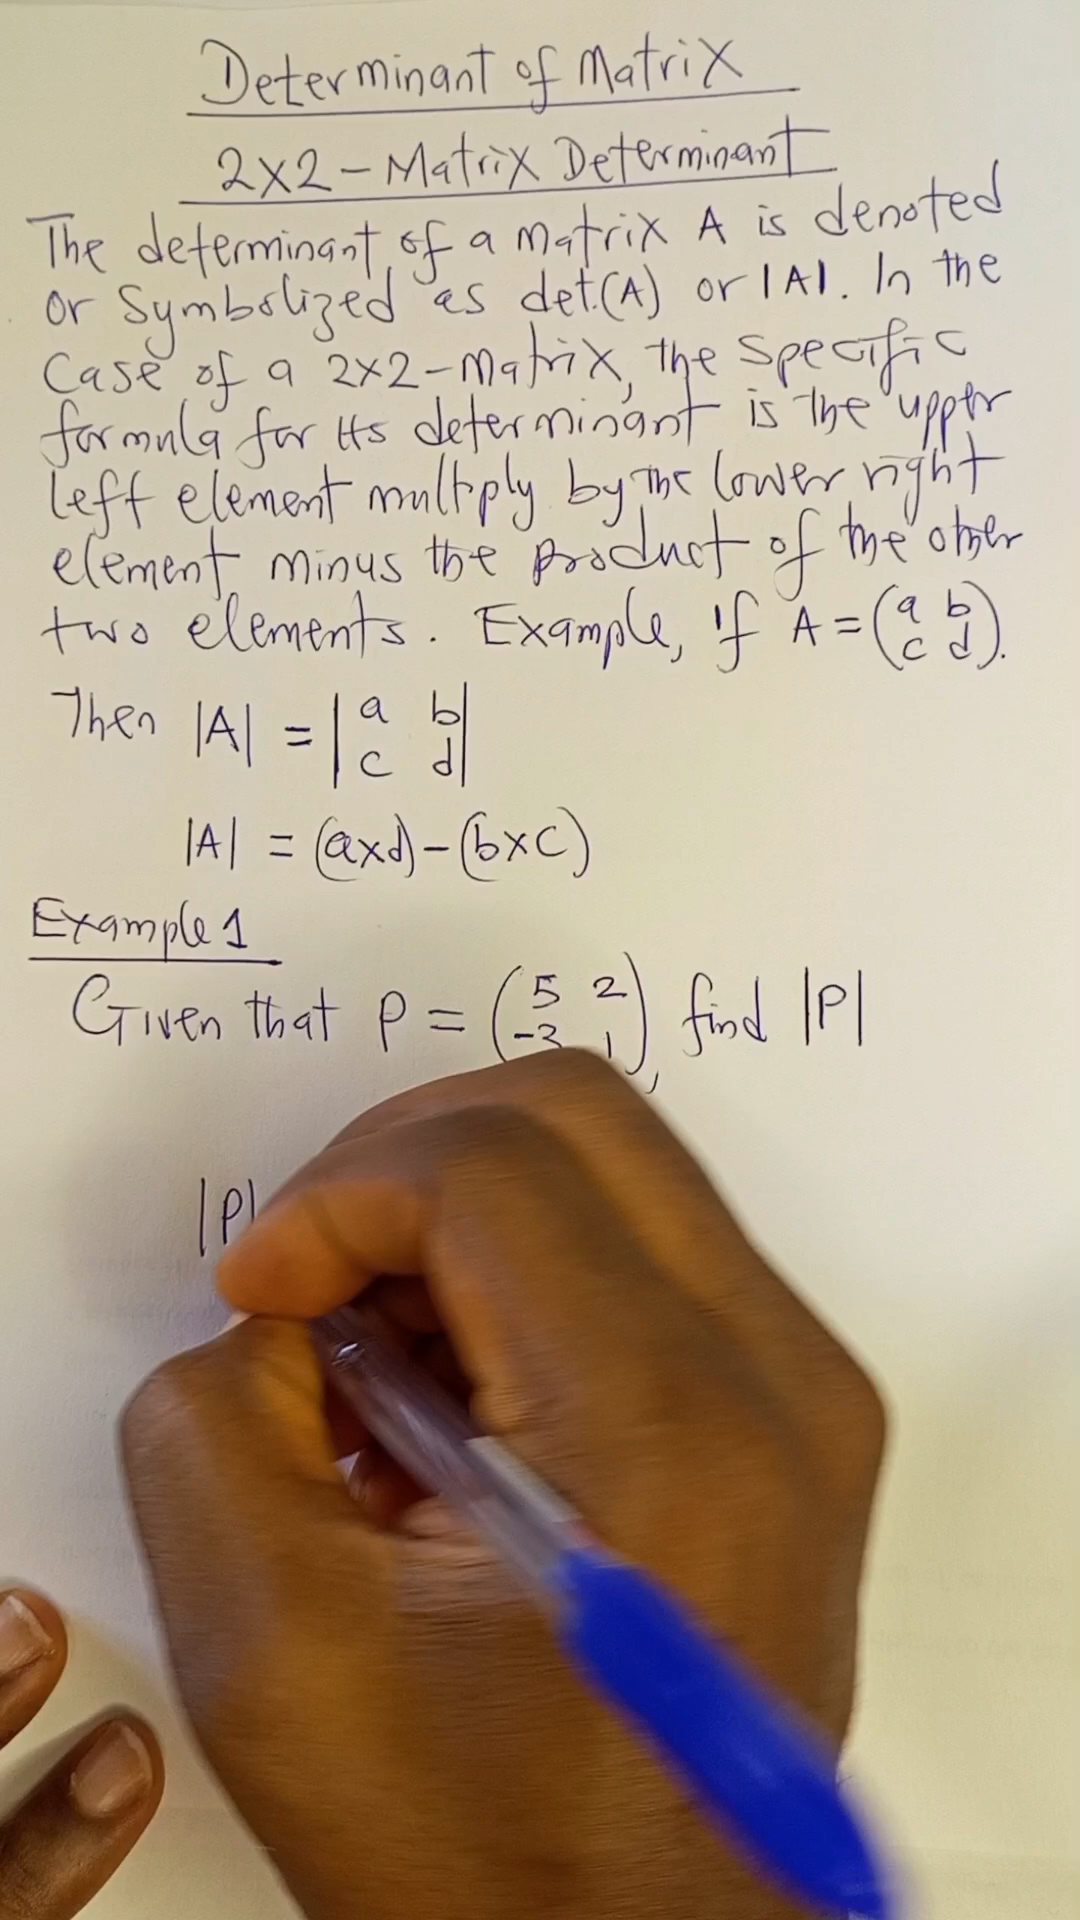 Determinant of Matrix
2x2-Matrix Determinant
The determinant of a matrix A is denoted
or Symbolized as det.(A) or |A|. In the
Case of a 2x2-Matrix, the specific
formula for its determinant is the upper
left element multiply by the lower right
element minus the product of the other
two elements. Example, if A = (a b
c d).
Then |A| = |a b
c d|
|A| = (axd)-(bxc)
Example 1
Given that P = (5 2
1), find |P|
|P|